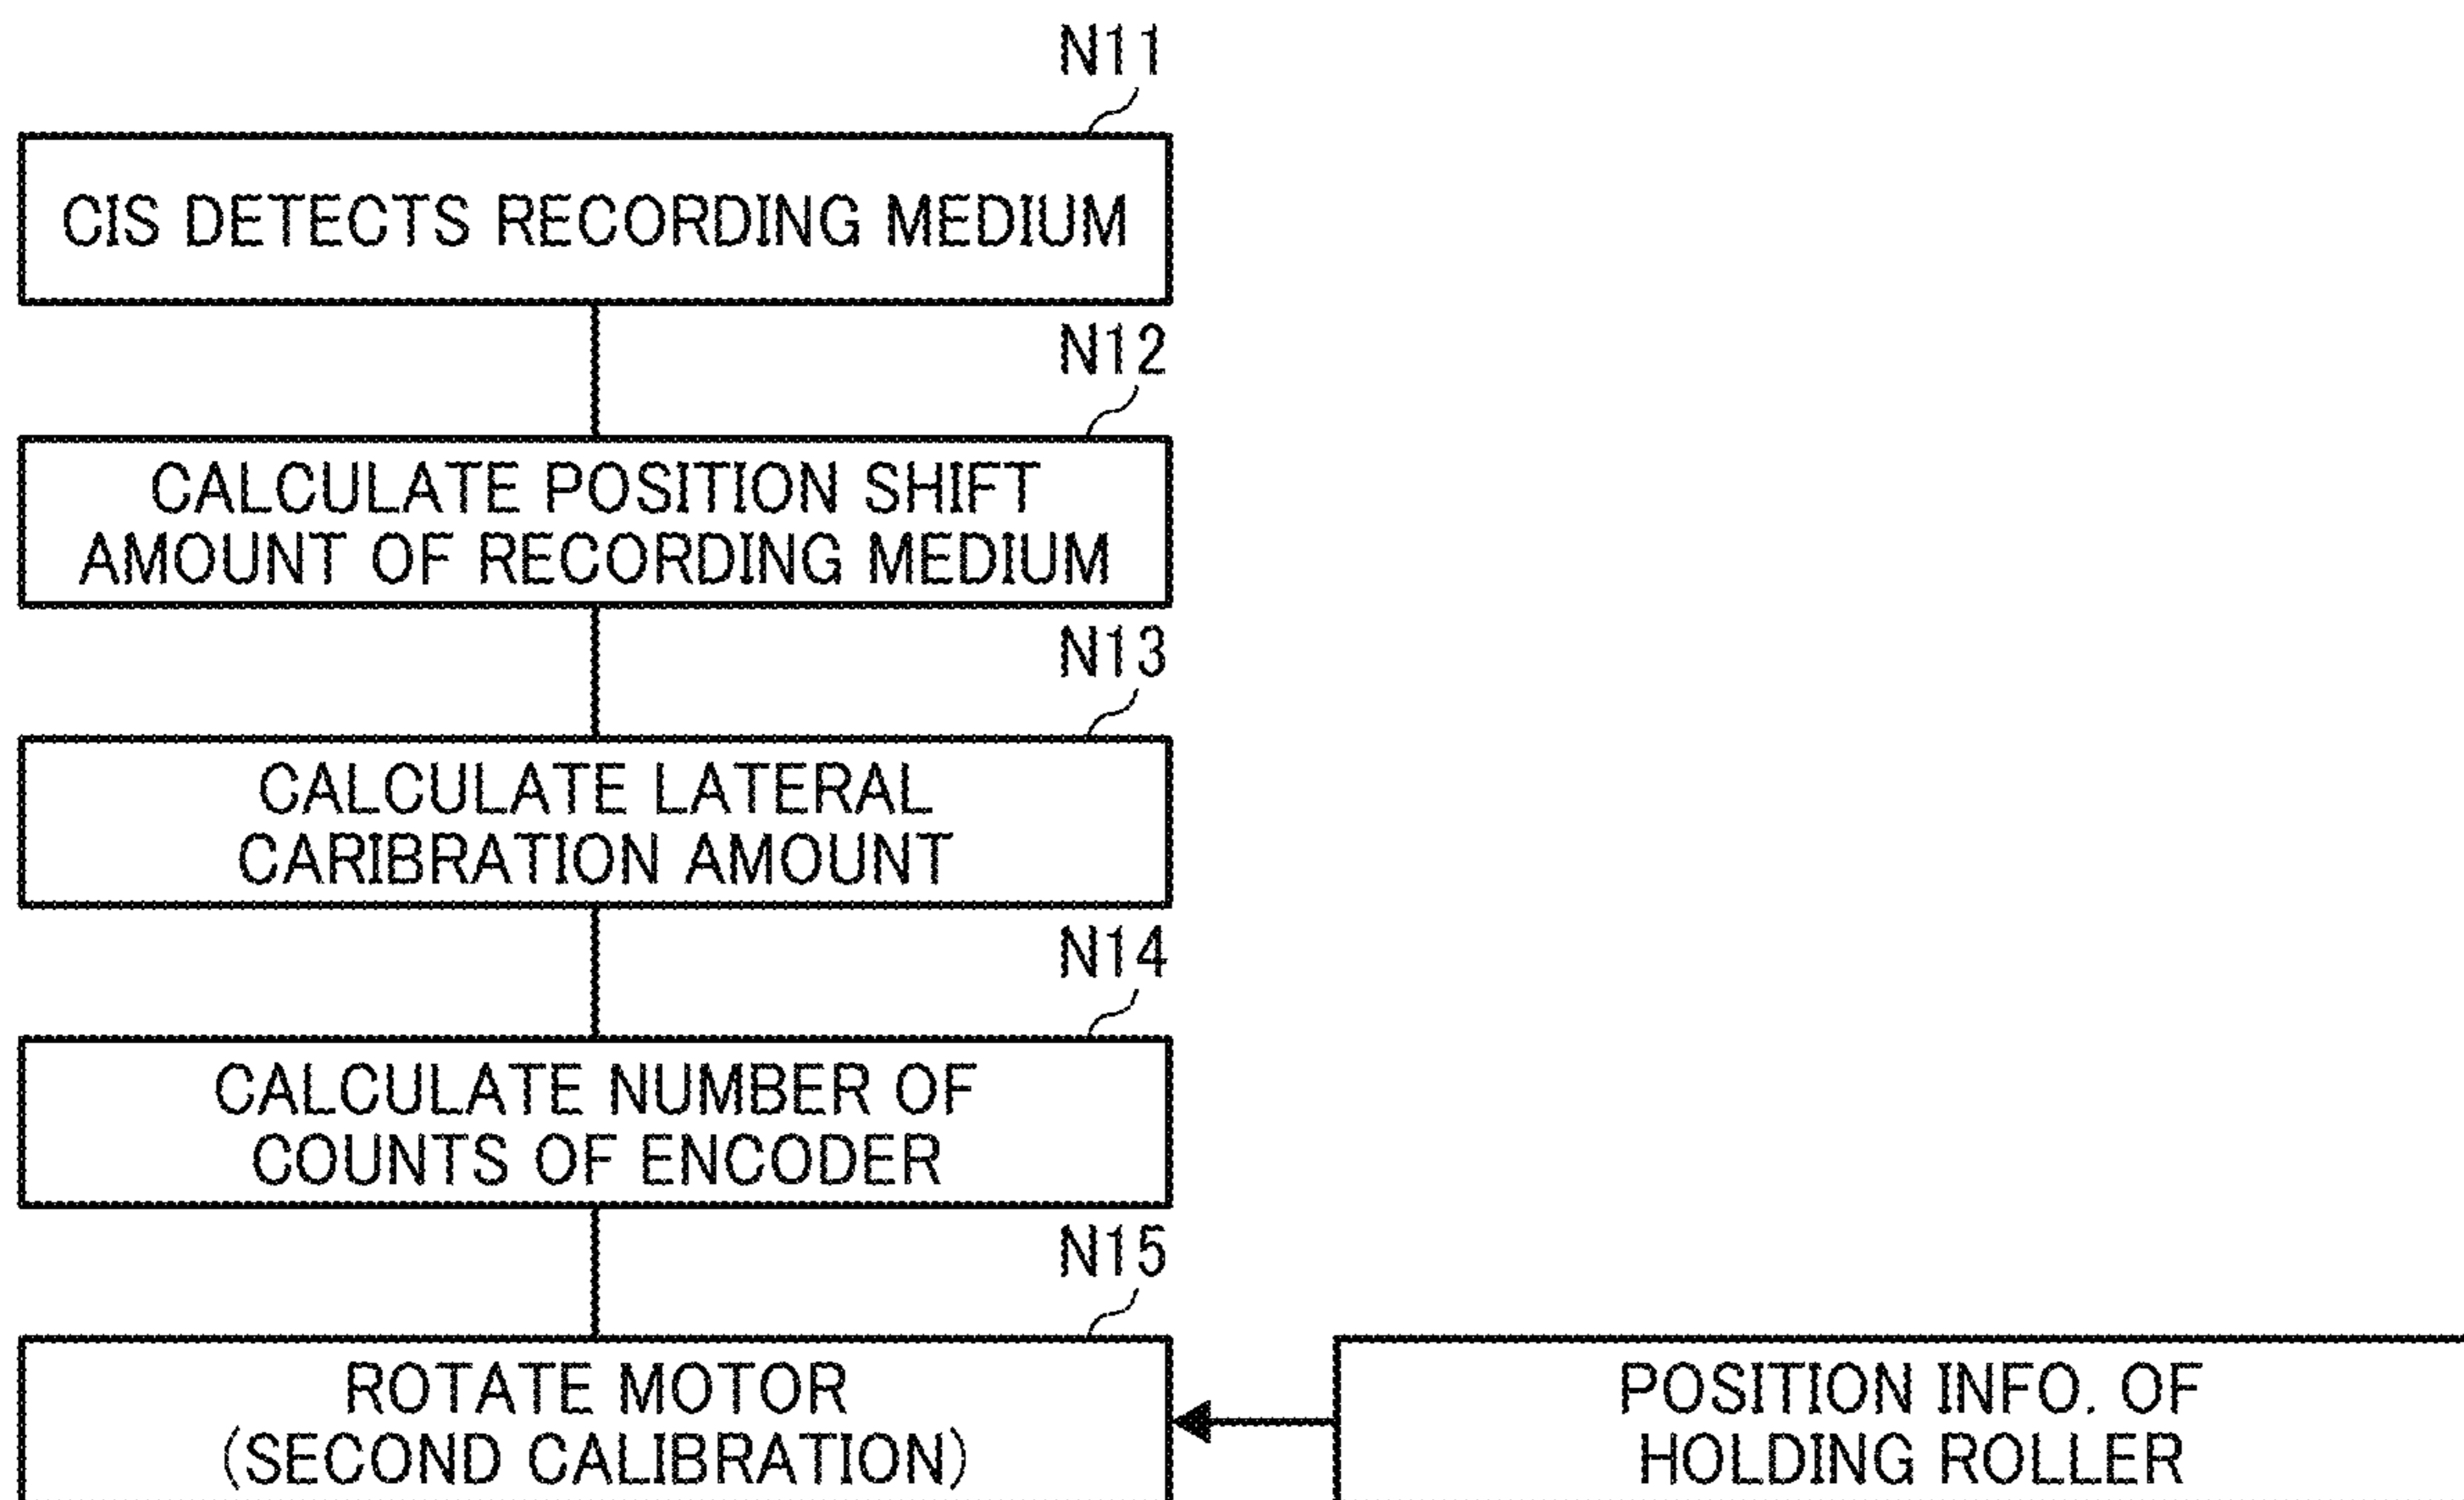 N11
CIS DETECTS RECORDING MEDIUM
N12
CALCULATE POSITION SHIFT
AMOUNT OF RECORDING MEDIUM
N13
CALCULATE LATERAL
CARIBRATION AMOUNT
N14
CALCULATE NUMBER OF
COUNTS OF ENCODER
N15
ROTATE MOTOR
(SECOND CALIBRATION)
POSITION INFO. OF
HOLDING ROLLER